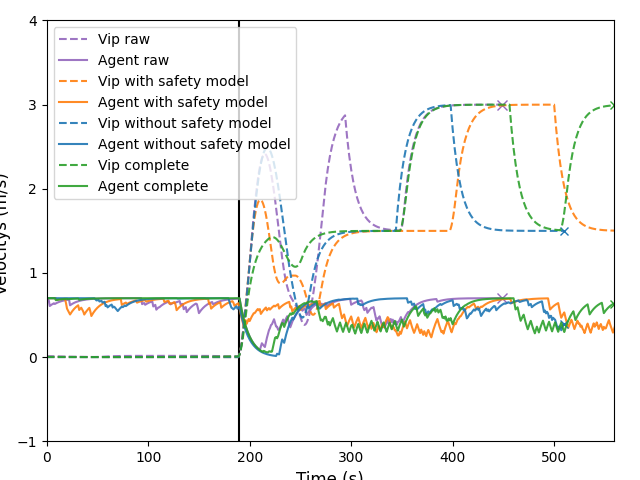 4
3
2
1
0
−1
0
100
200
300
400
500
Time (s)
Velocitys (m/s)
Vip raw
Agent raw
Vip with safety model
Agent with safety model
Vip without safety model
Agent without safety model
Vip complete
Agent complete